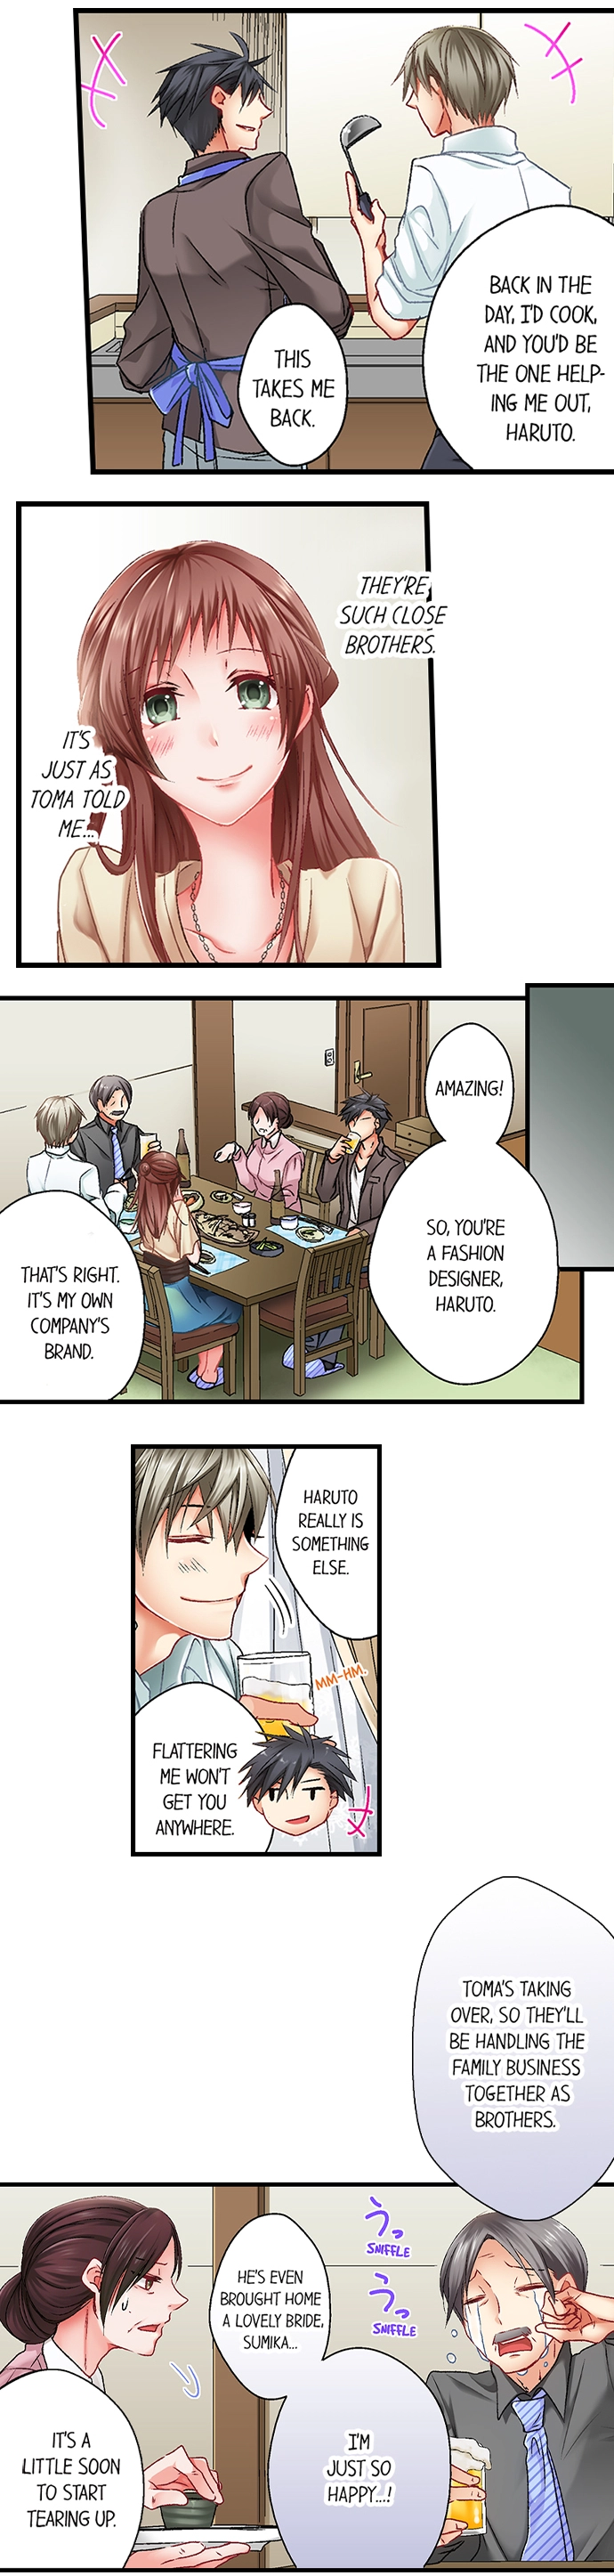 THIS
TAKES ME
BACK.
BACK IN THE
DAY, I'D COOK,
AND YOU'D BE
THE ONE HELP-
ING ME OUT,
HARUTO.
THEY'RE
SUCH CLOSE
BROTHERS.
IT'S
JUST AS
TOMA TOLD
ME...
AMAZING!
SO, YOU'RE
A FASHION
DESIGNER,
HARUTO.
THAT'S RIGHT.
IT'S MY OWN
COMPANY'S
BRAND.
HARUTO
REALLY IS
SOMETHING
ELSE.
MM-HM.
FLATTERING
ME WON'T
GET YOU
ANYWHERE.
TOMA'S TAKING
OVER, SO THEY'LL
BE HANDLING THE
FAMILY BUSINESS
TOGETHER AS
BROTHERS.
うっ
SNIFFLE
うっ
SNIFFLE
HE'S EVEN
BROUGHT HOME
A LOVELY BRIDE,
SUMIKA...
I'M
JUST SO
HAPPY...!
IT'S A
LITTLE SOON
TO START
TEARING UP.